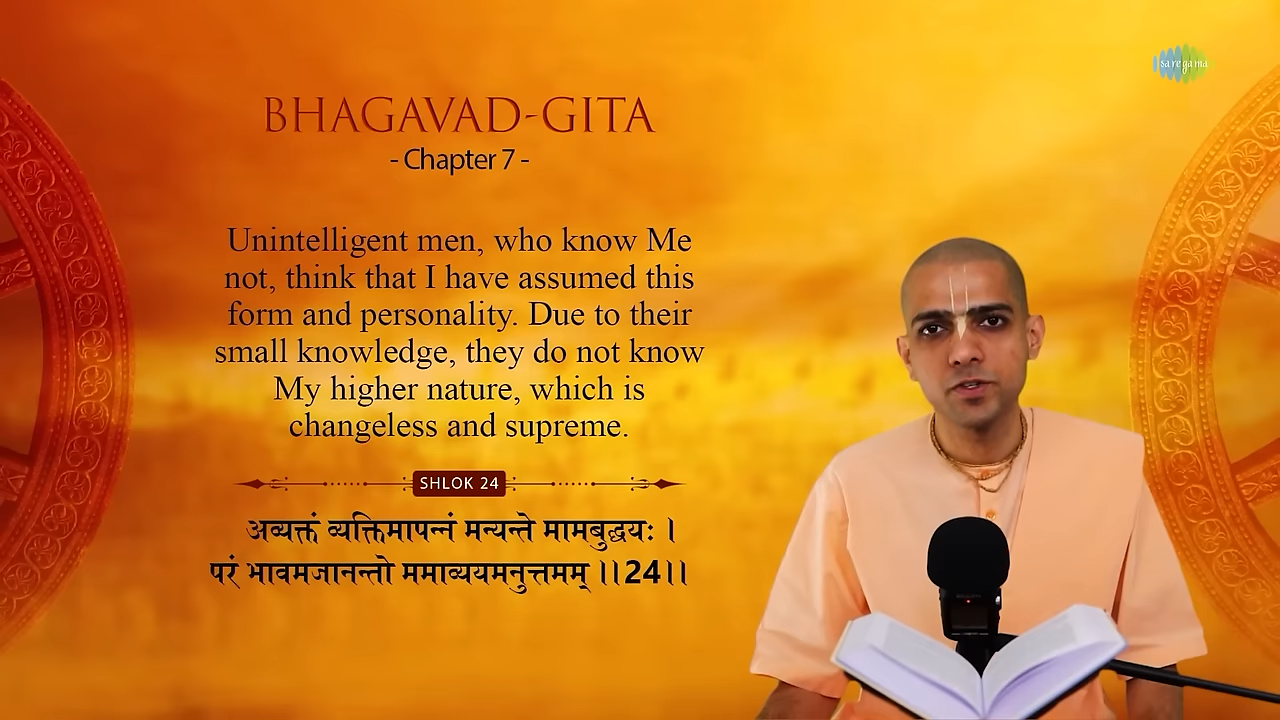 saregama
BHAGAVAD-GITA
- Chapter 7 -
Unintelligent men, who know Me
not, think that I have assumed this
form and personality. Due to their
small knowledge, they do not know
My higher nature, which is
changeless and supreme.
SHLOK 24
अव्यक्तं व्यक्तिमापन्नं मन्यन्ते मामबुद्धयः ।
परं भावमजानन्तो ममाव्ययमनुत्तमम् ।।24।।